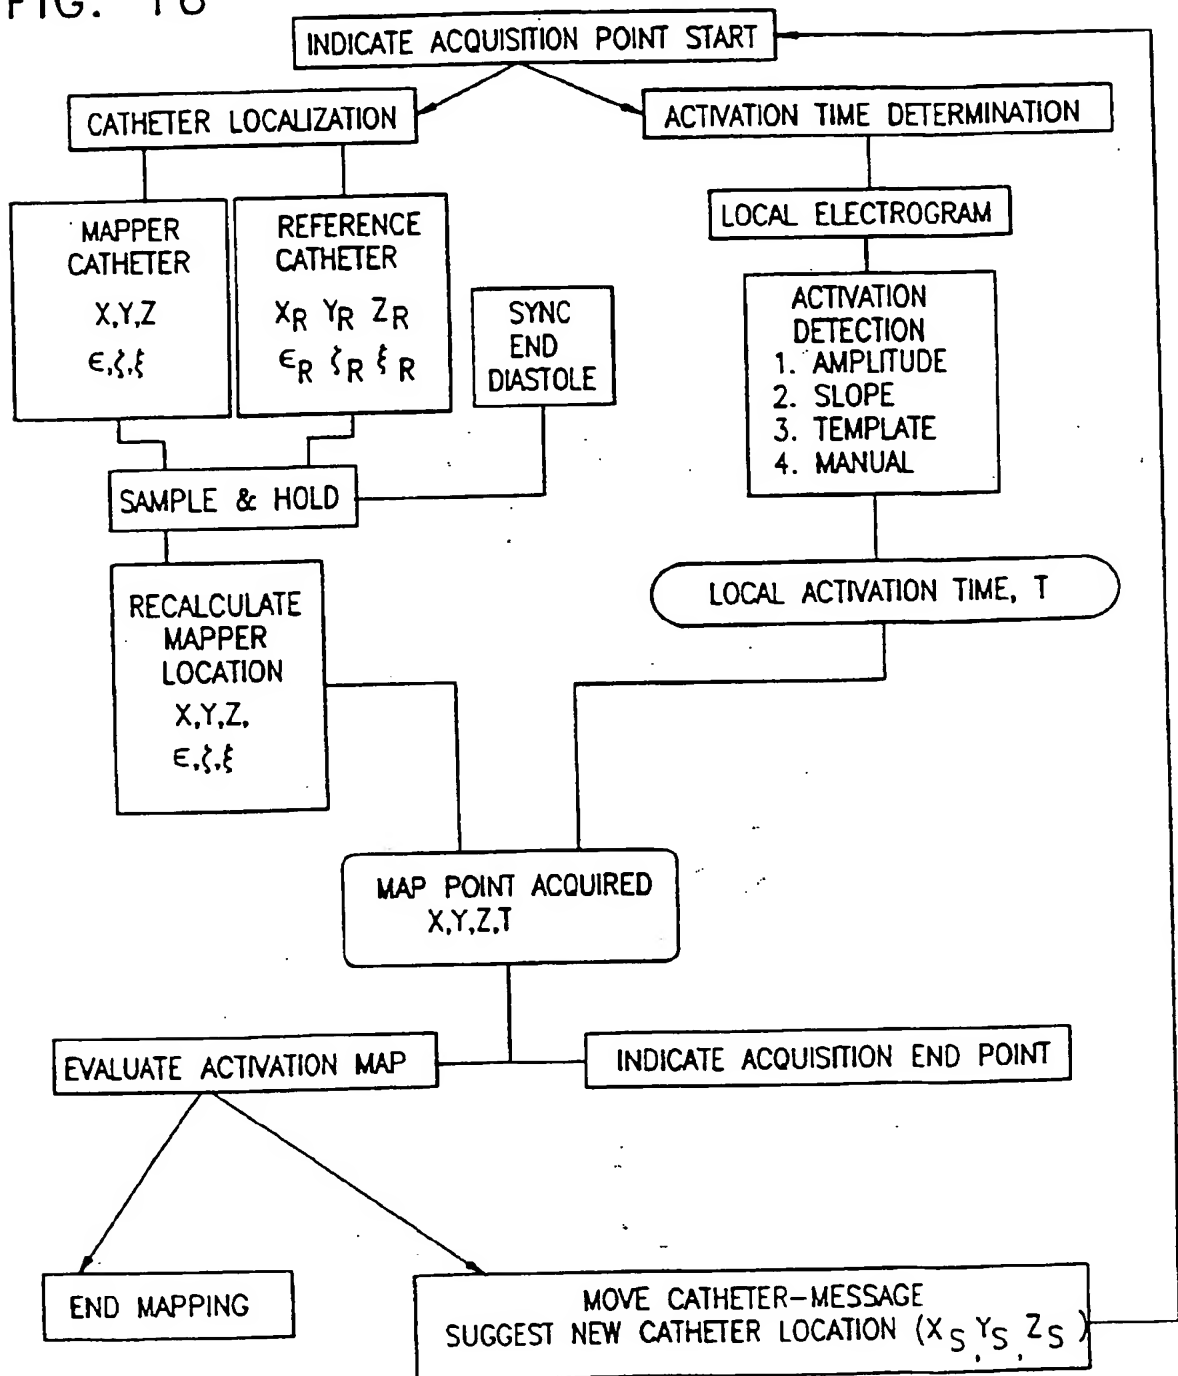 FIG. 18
INDICATE ACQUISITION POINT START
CATHETER LOCALIZATION
ACTIVATION TIME DETERMINATION
MAPPER
CATHETER
X,Y,Z
ϵ,ζ,ξ
REFERENCE
CATHETER
XR YR ZR
ϵR ζR ξR
SYNC
END
DIASTOLE
LOCAL ELECTROGRAM
ACTIVATION
DETECTION
1. AMPLITUDE
2. SLOPE
3. TEMPLATE
4. MANUAL
SAMPLE & HOLD
RECALCULATE
MAPPER
LOCATION
X,Y,Z,
ϵ,ζ,ξ
LOCAL ACTIVATION TIME, T
MAP POINT ACQUIRED
X,Y,Z,T
EVALUATE ACTIVATION MAP
INDICATE ACQUISITION END POINT
END MAPPING
MOVE CATHETER-MESSAGE
SUGGEST NEW CATHETER LOCATION (XS, YS, ZS)